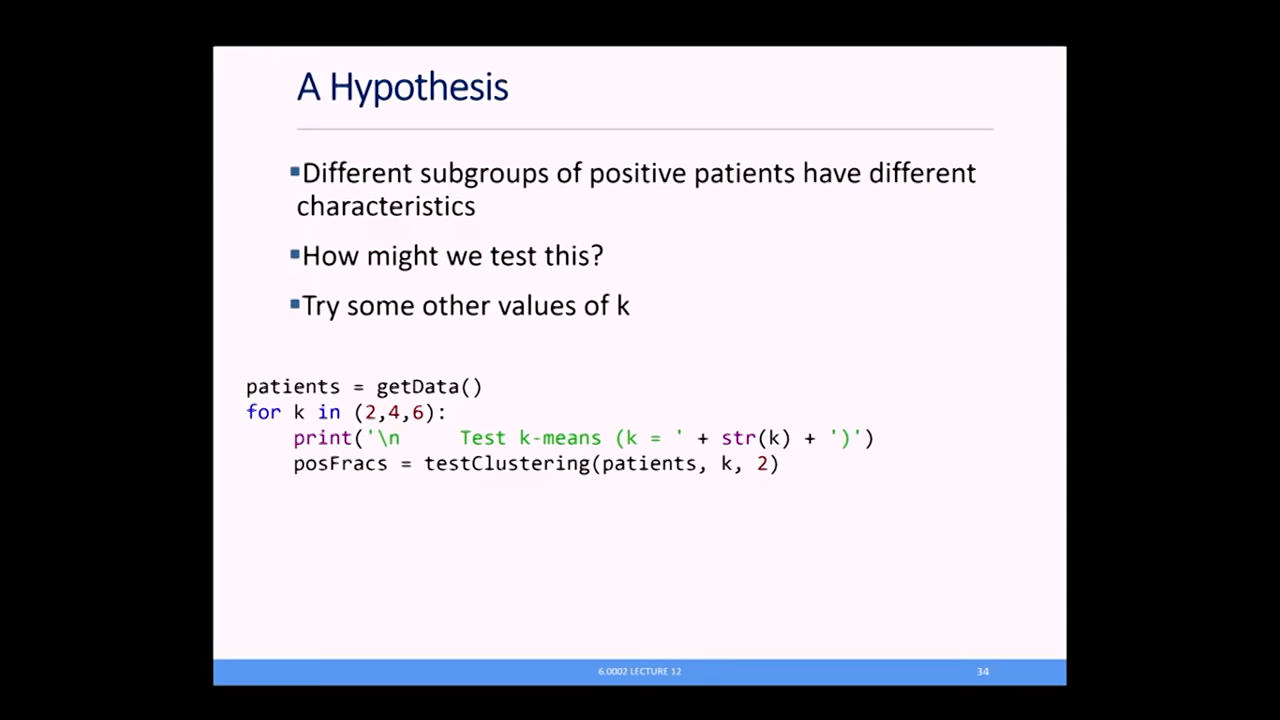 A Hypothesis
▪Different subgroups of positive patients have different
characteristics
▪How might we test this?
▪Try some other values of k
patients = getData()
for k in (2,4,6):
    print('\n     Test k-means (k = ' + str(k) + ')')
    posFracs = testClustering(patients, k, 2)
6.0002 LECTURE 12
34